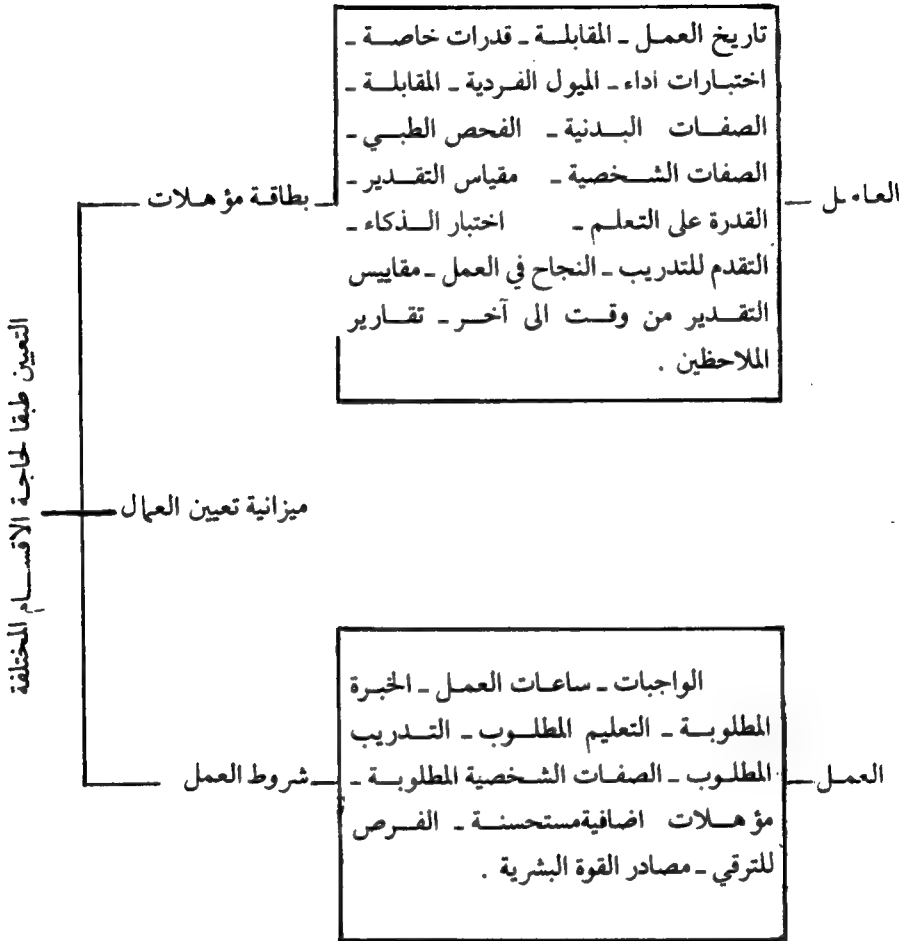 تاريخ العمل ـ المقابلة ـ قدرات خاصة ـ
اختبارات اداء ـ الميول الفردية ـ المقابلة ـ
الصفات البدنية ـ الفحص الطبي ـ
الصفات الشخصية ـ مقياس التقدير ـ
القدرة على التعلم ـ اختبار الذكاء ـ
التقدم للتدريب ـ النجاح في العمل ـ مقاييس
التقدير من وقت الى آخر ـ تقارير
الملاحظين .
العامل
بطاقة مؤهلات
ميزانية تعيين العمال
التعيين طبقا لحاجة الاقسام المختلفة
الواجبات ـ ساعات العمل ـ الخبرة
المطلوبة ـ التعليم المطلوب ـ التدريب
المطلوب ـ الصفات الشخصية المطلوبة ـ
مؤهلات اضافيةمستحسنة ـ الفرص
للترقي ـ مصادر القوة البشرية .
العمل
شروط العمل